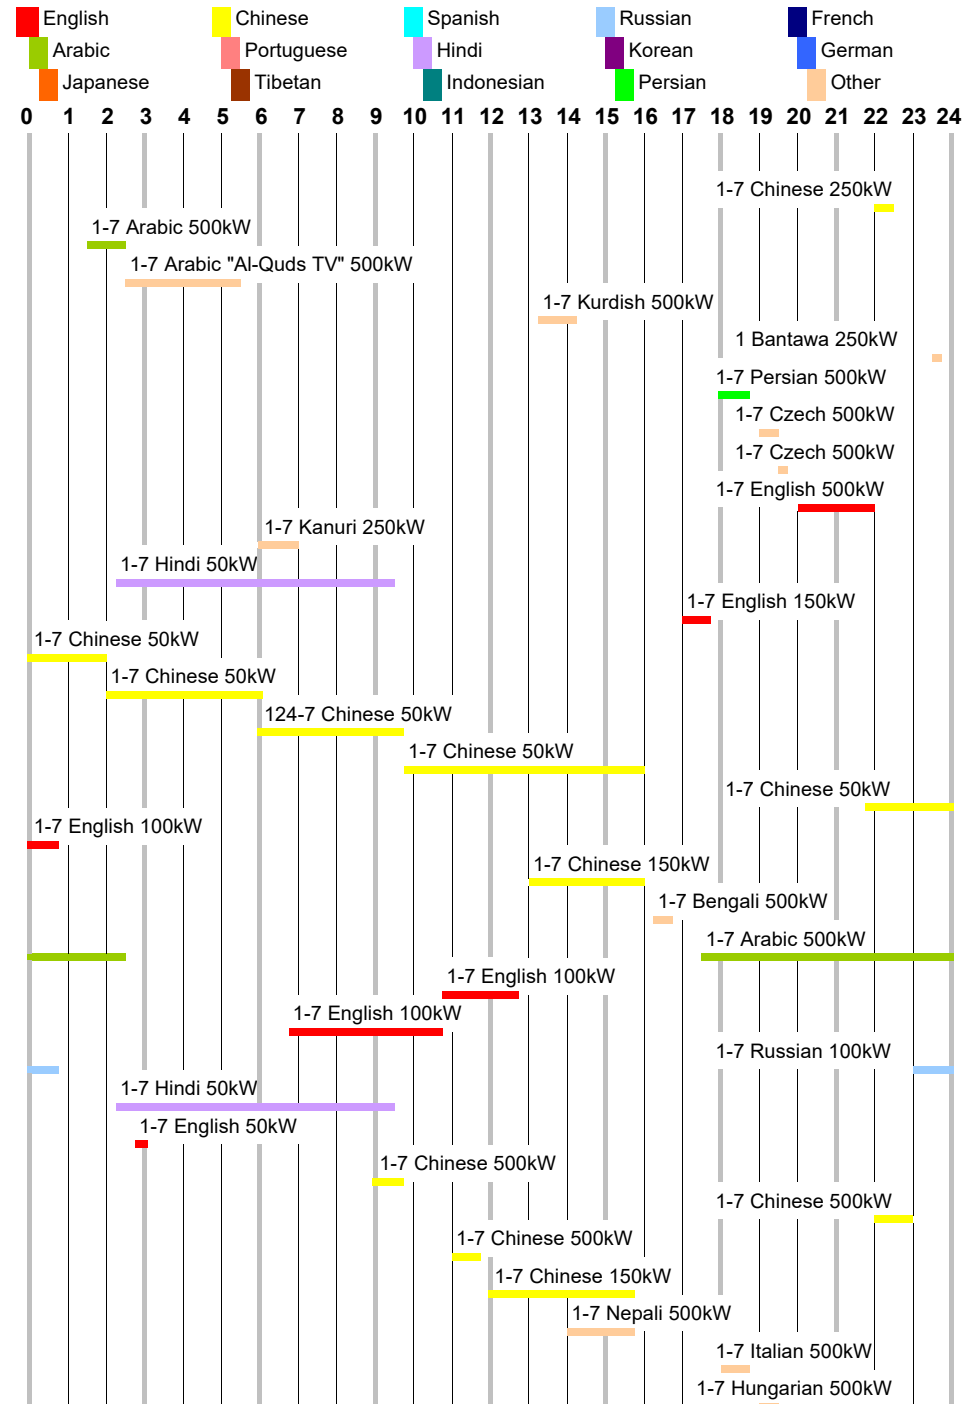 English Chinese Spanish Russian French
Arabic Portuguese Hindi Korean German
Japanese Tibetan Indonesian Persian Other
0 1 2 3 4 5 6 7 8 9 10 11 12 13 14 15 16 17 18 19 20 21 22 23 24
1-7 Chinese 250kW
1-7 Arabic 500kW
1-7 Arabic "Al-Quds TV" 500kW
1-7 Kurdish 500kW
1 Bantawa 250kW
1-7 Persian 500kW
1-7 Czech 500kW
1-7 Czech 500kW
1-7 English 500kW
1-7 Kanuri 250kW
1-7 Hindi 50kW
1-7 English 150kW
1-7 Chinese 50kW
1-7 Chinese 50kW
124-7 Chinese 50kW
1-7 Chinese 50kW
1-7 Chinese 50kW
1-7 English 100kW
1-7 Chinese 150kW
1-7 Bengali 500kW
1-7 Arabic 500kW
1-7 English 100kW
1-7 English 100kW
1-7 Russian 100kW
1-7 Hindi 50kW
1-7 English 50kW
1-7 Chinese 500kW
1-7 Chinese 500kW
1-7 Chinese 500kW
1-7 Chinese 150kW
1-7 Nepali 500kW
1-7 Italian 500kW
1-7 Hungarian 500kW